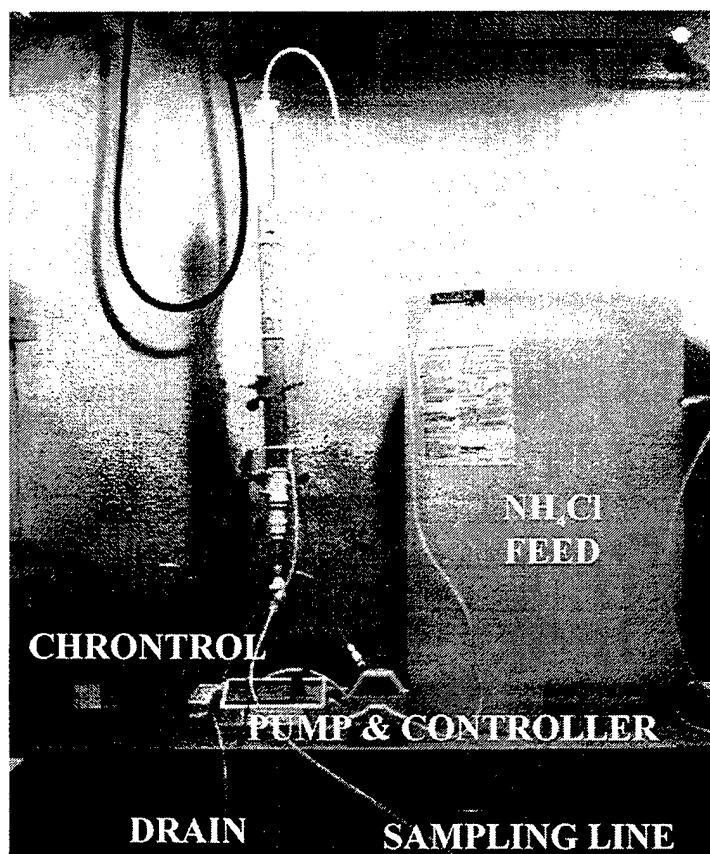 NH₄Cl
FEED
CHRONTROL
PUMP & CONTROLLER
DRAIN
SAMPLING LINE